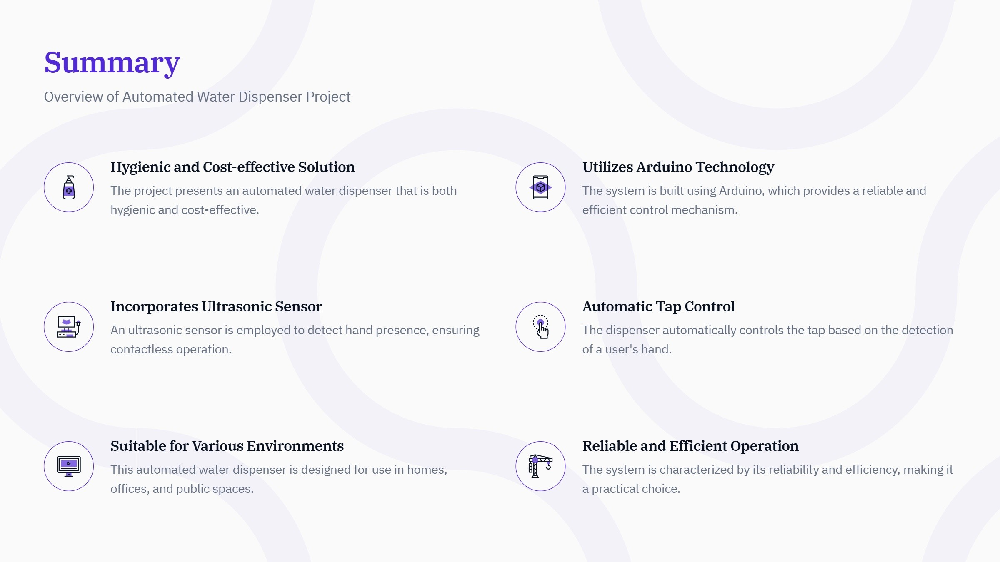 Summary
Overview of Automated Water Dispenser Project
Hygienic and Cost-effective Solution
The project presents an automated water dispenser that is both
hygienic and cost-effective.
Utilizes Arduino Technology
The system is built using Arduino, which provides a reliable and
efficient control mechanism.
Incorporates Ultrasonic Sensor
An ultrasonic sensor is employed to detect hand presence, ensuring
contactless operation.
Automatic Tap Control
The dispenser automatically controls the tap based on the detection
of a user's hand.
Suitable for Various Environments
This automated water dispenser is designed for use in homes,
offices, and public spaces.
Reliable and Efficient Operation
The system is characterized by its reliability and efficiency, making it
a practical choice.